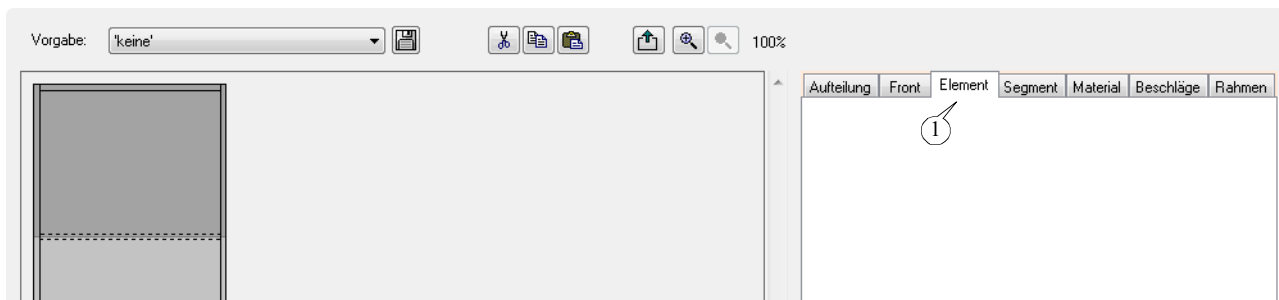 Vorgabe: 'keine' 100%
Aufteilung Front Element Segment Material Beschläge Rahmen
1